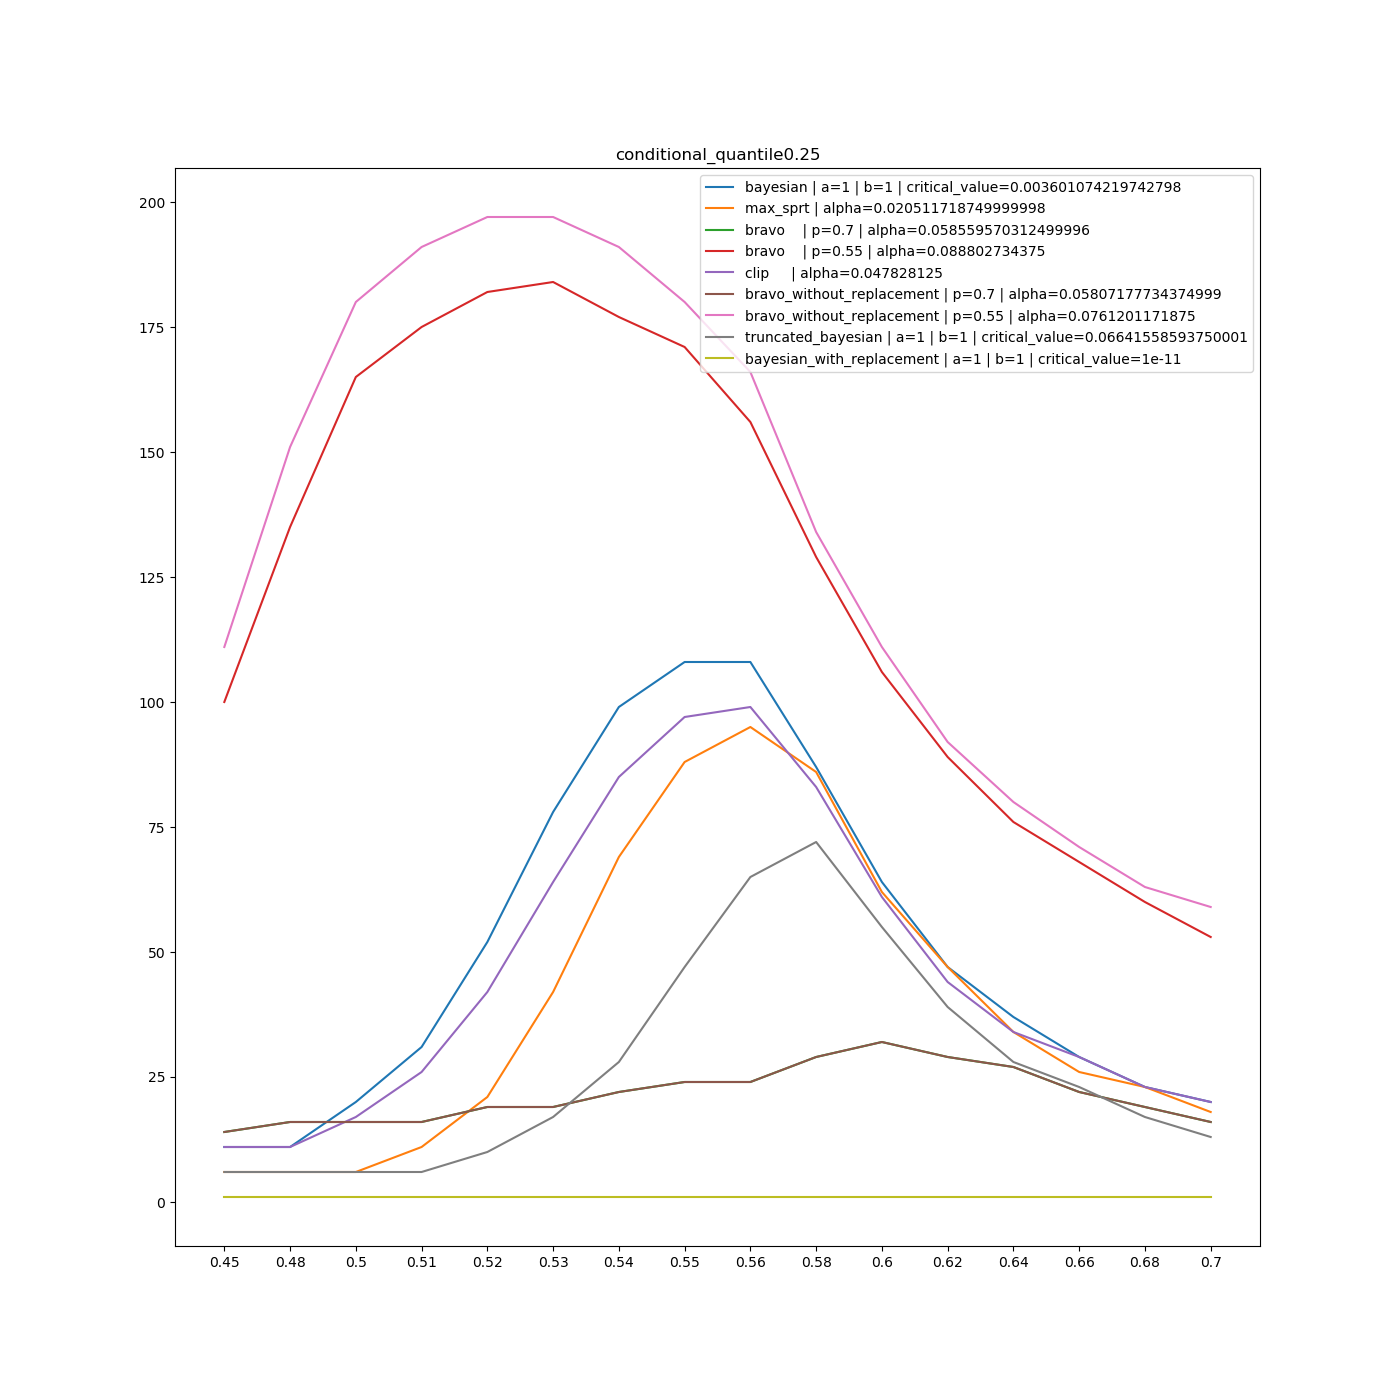 conditional_quantile0.25
bayesian | a=1 | b=1 | critical_value=0.003601074219742798
max_sprt | alpha=0.020511718749999998
bravo    | p=0.7 | alpha=0.058559570312499996
bravo    | p=0.55 | alpha=0.088802734375
clip     | alpha=0.047828125
bravo_without_replacement | p=0.7 | alpha=0.05807177734374999
bravo_without_replacement | p=0.55 | alpha=0.0761201171875
truncated_bayesian | a=1 | b=1 | critical_value=0.06641558593750001
bayesian_with_replacement | a=1 | b=1 | critical_value=1e-11
200
175
150
125
100
75
50
25
0
0.45 0.48 0.5 0.51 0.52 0.53 0.54 0.55 0.56 0.58 0.6 0.62 0.64 0.66 0.68 0.7